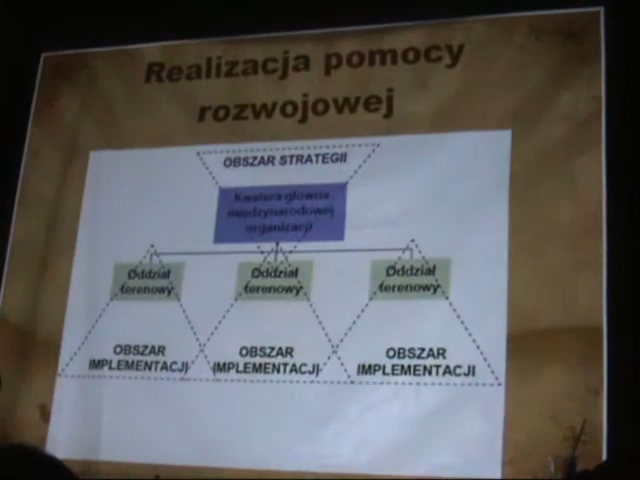 Realizacja pomocy
rozwojowej
OBSZAR STRATEGII
Kwatera główna
międzynarodowej
organizacji
Oddział
terenowy
Oddział
terenowy
Oddział
terenowy
OBSZAR
IMPLEMENTACJI
OBSZAR
IMPLEMENTACJI
OBSZAR
IMPLEMENTACJI